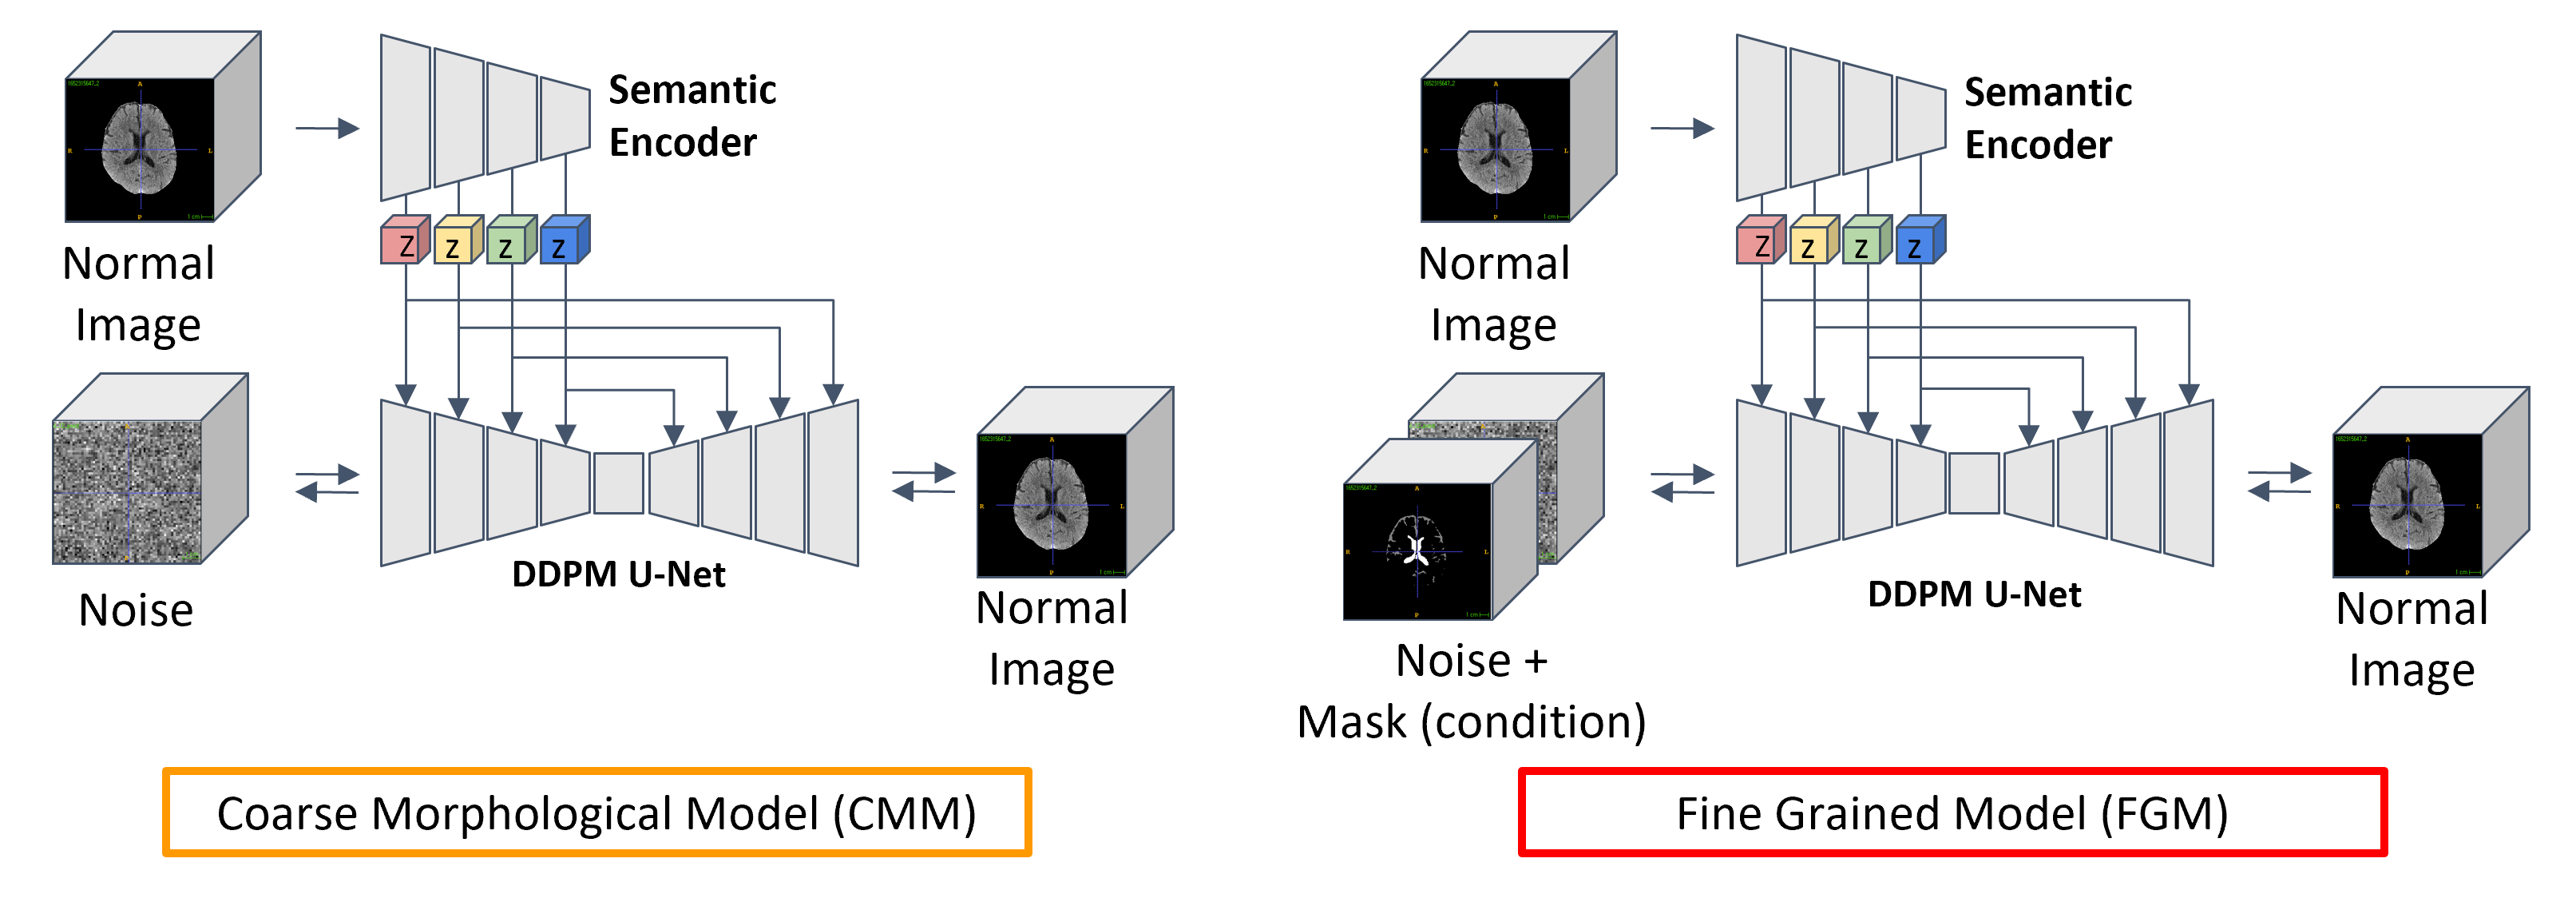 Semantic
Encoder
Normal
Image
Z
z
z
z
Noise
DDPM U-Net
Normal
Image
Coarse Morphological Model (CMM)
Semantic
Encoder
Normal
Image
Z
z
z
z
Noise +
Mask (condition)
DDPM U-Net
Normal
Image
Fine Grained Model (FGM)